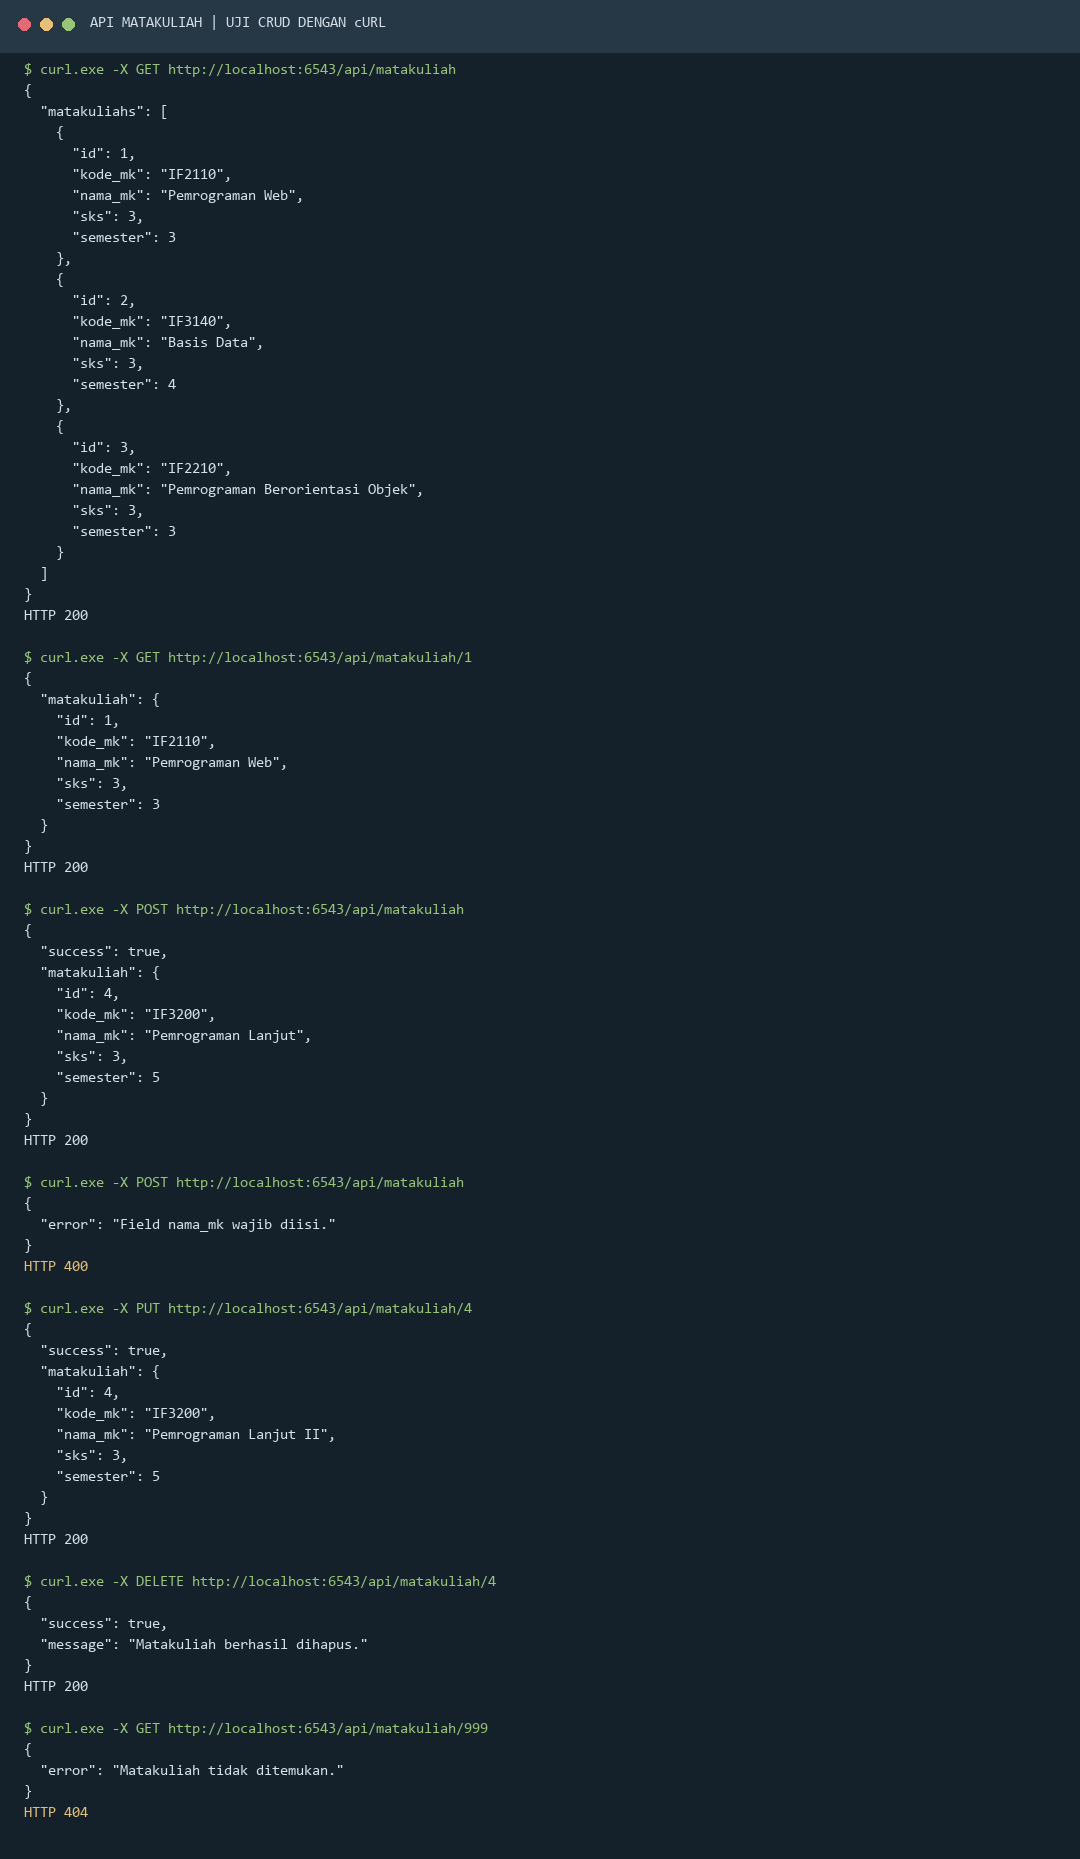 API MATAKULIAH | UJI CRUD DENGAN cURL
$ curl.exe -X GET http://localhost:6543/api/matakuliah
{
  "matakuliahs": [
    {
      "id": 1,
      "kode_mk": "IF2110",
      "nama_mk": "Pemrograman Web",
      "sks": 3,
      "semester": 3
    },
    {
      "id": 2,
      "kode_mk": "IF3140",
      "nama_mk": "Basis Data",
      "sks": 3,
      "semester": 4
    },
    {
      "id": 3,
      "kode_mk": "IF2210",
      "nama_mk": "Pemrograman Berorientasi Objek",
      "sks": 3,
      "semester": 3
    }
  ]
}
HTTP 200
$ curl.exe -X GET http://localhost:6543/api/matakuliah/1
{
  "matakuliah": {
    "id": 1,
    "kode_mk": "IF2110",
    "nama_mk": "Pemrograman Web",
    "sks": 3,
    "semester": 3
  }
}
HTTP 200
$ curl.exe -X POST http://localhost:6543/api/matakuliah
{
  "success": true,
  "matakuliah": {
    "id": 4,
    "kode_mk": "IF3200",
    "nama_mk": "Pemrograman Lanjut",
    "sks": 3,
    "semester": 5
  }
}
HTTP 200
$ curl.exe -X POST http://localhost:6543/api/matakuliah
{
  "error": "Field nama_mk wajib diisi."
}
HTTP 400
$ curl.exe -X PUT http://localhost:6543/api/matakuliah/4
{
  "success": true,
  "matakuliah": {
    "id": 4,
    "kode_mk": "IF3200",
    "nama_mk": "Pemrograman Lanjut II",
    "sks": 3,
    "semester": 5
  }
}
HTTP 200
$ curl.exe -X DELETE http://localhost:6543/api/matakuliah/4
{
  "success": true,
  "message": "Matakuliah berhasil dihapus."
}
HTTP 200
$ curl.exe -X GET http://localhost:6543/api/matakuliah/999
{
  "error": "Matakuliah tidak ditemukan."
}
HTTP 404